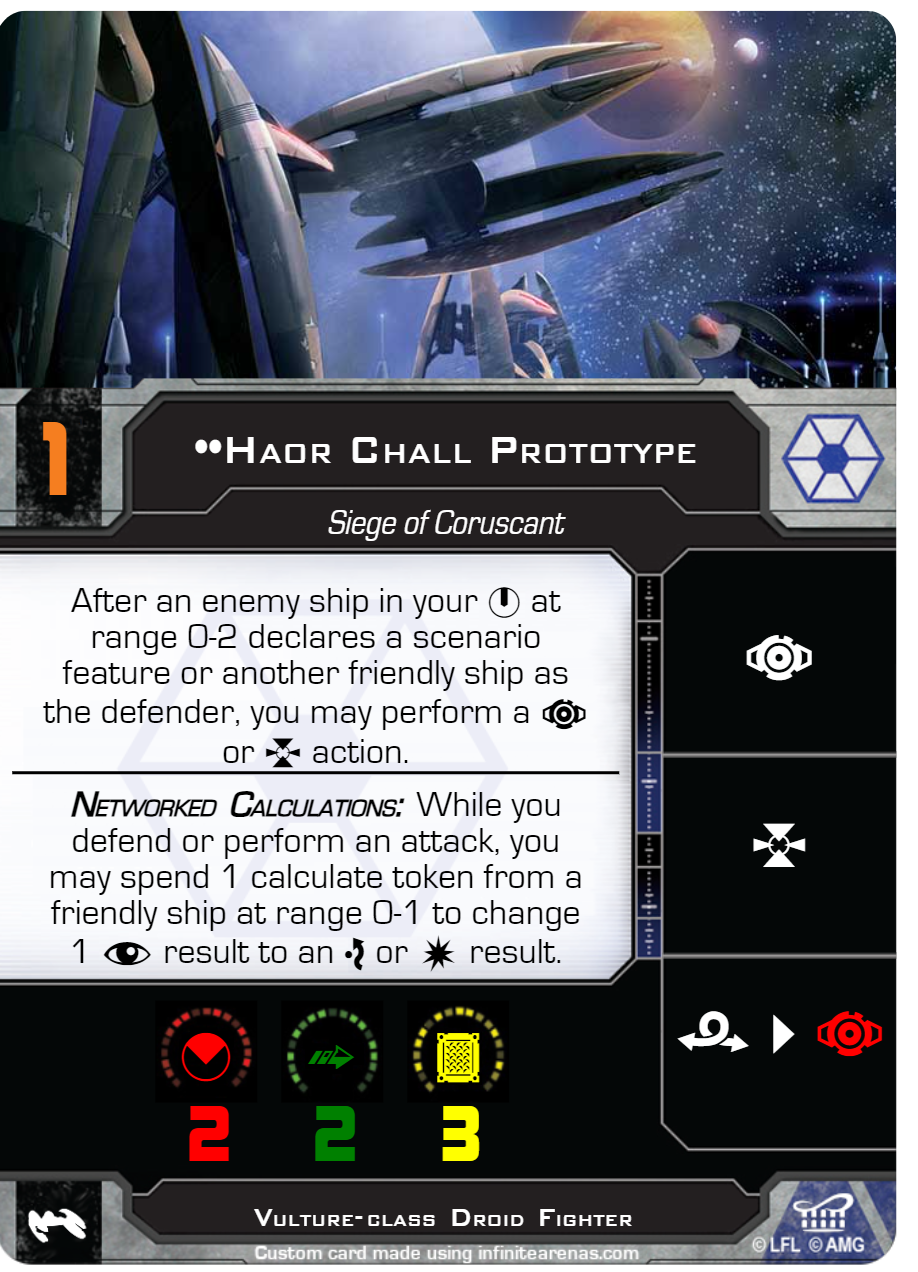 1
••Haor Chall Prototype
Siege of Coruscant
After an enemy ship in your at
range 0-2 declares a scenario
feature or another friendly ship as
the defender, you may perform a
or action.
Networked Calculations: While you
defend or perform an attack, you
may spend 1 calculate token from a
friendly ship at range 0-1 to change
1 result to an or result.
2 2 3
Vulture-class Droid Fighter
Custom card made using infinitearenas.com
© LFL © AMG